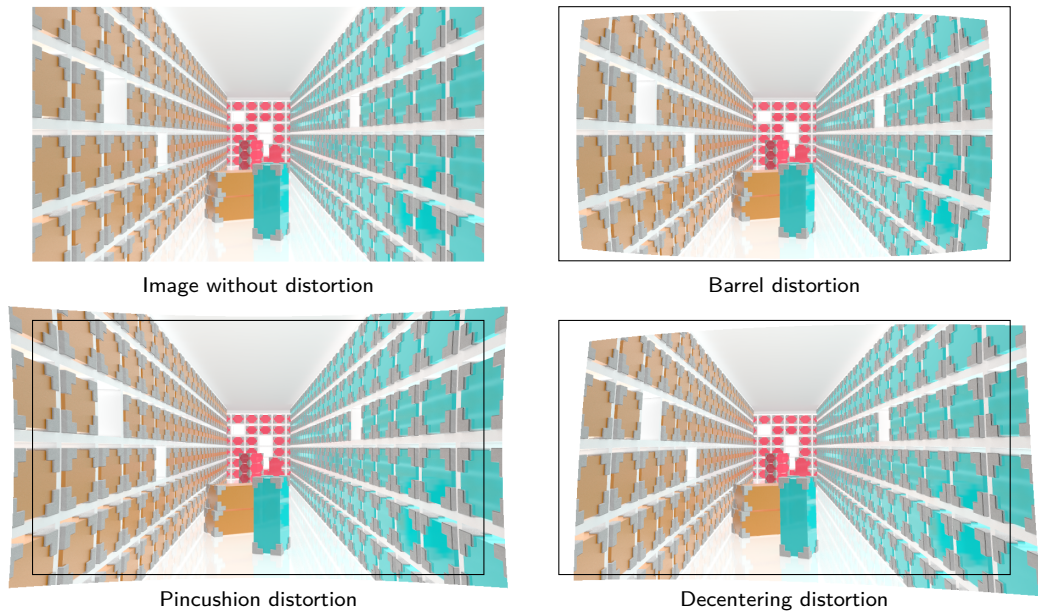 Image without distortion
Barrel distortion
Pincushion distortion
Decentering distortion